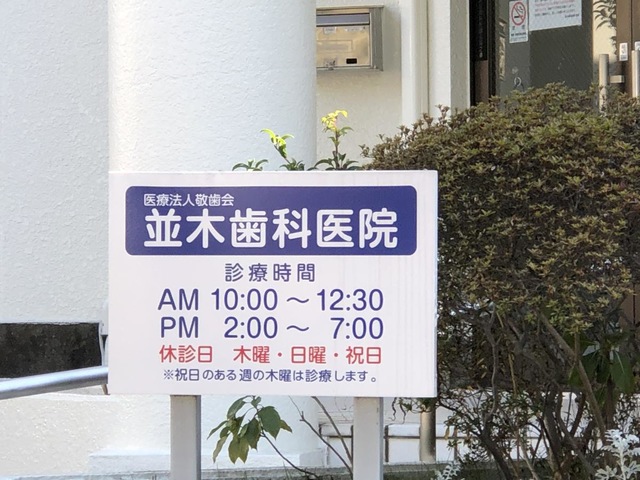 医療法人敬歯会
並木歯科医院
診療時間
AM 10:00 ～ 12:30
PM 2:00 ～ 7:00
休診日 木曜・日曜・祝日
※祝日のある週の木曜は診療します。